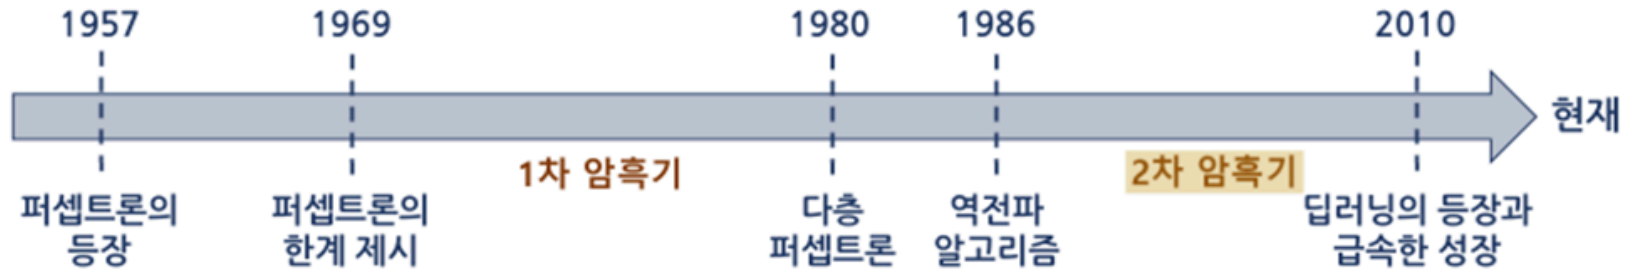 1957
1969
1980
1986
2010
현재
1차 암흑기
2차 암흑기
퍼셉트론의
등장
퍼셉트론의
한계 제시
다층
퍼셉트론
역전파
알고리즘
딥러닝의 등장과
급속한 성장